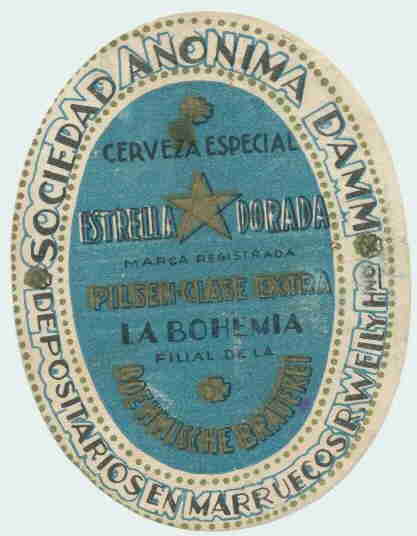 SOCIEDAD ANONIMA DAMM
CERVEZA ESPECIAL
ESTRELLA DORADA
MARCA REGISTRADA
PILSEN-CLASE EXTRA
LA BOHEMIA
FILIAL DE LA
BOEHMISCHE BRAUEREI
DEPOSITARIOS EN MARRUECOS R WEIL Y Hno